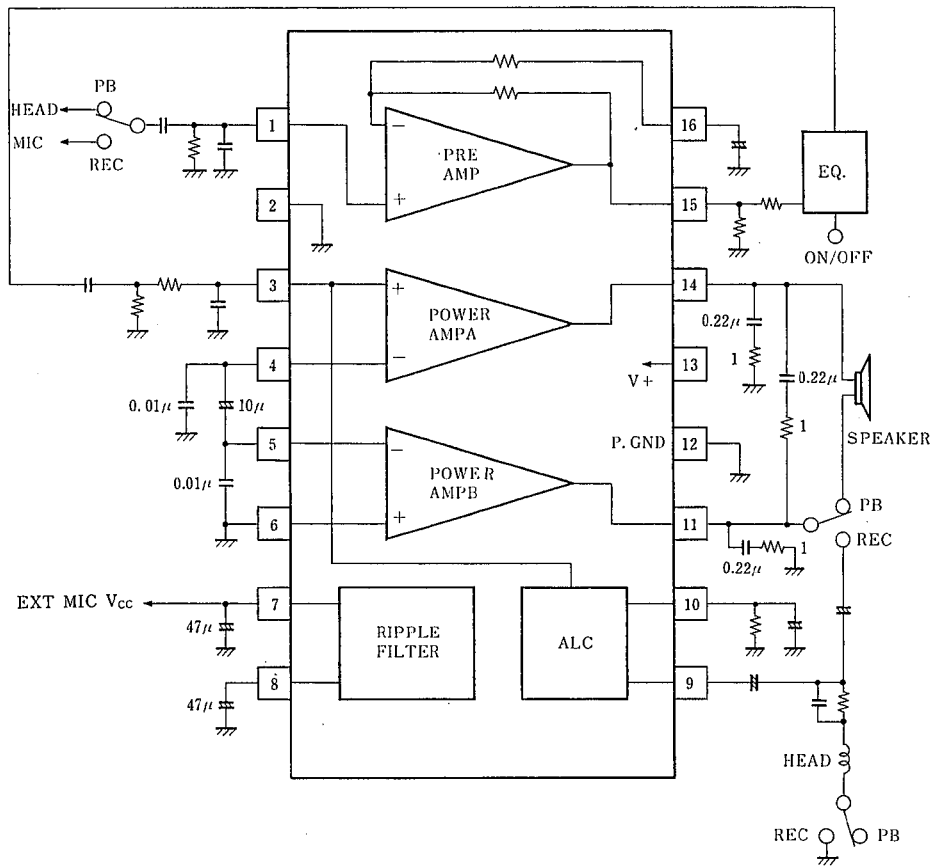 PB
HEAD
MIC
REC
1
2
3
4
5
6
7
8
16
15
14
13
12
11
10
9
−
PRE
AMP
+
EQ.
ON/OFF
+
POWER
AMPA
−
V+
P.GND
−
POWER
AMPB
+
0.01μ
10μ
0.01μ
0.22μ
1
0.22μ
1
SPEAKER
PB
REC
0.22μ
1
EXT MIC VCC
47μ
47μ
RIPPLE
FILTER
ALC
HEAD
REC
PB